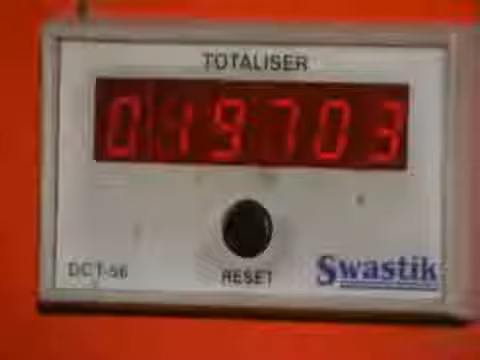 TOTALISER
019703
DCT-56
RESET
Swastik